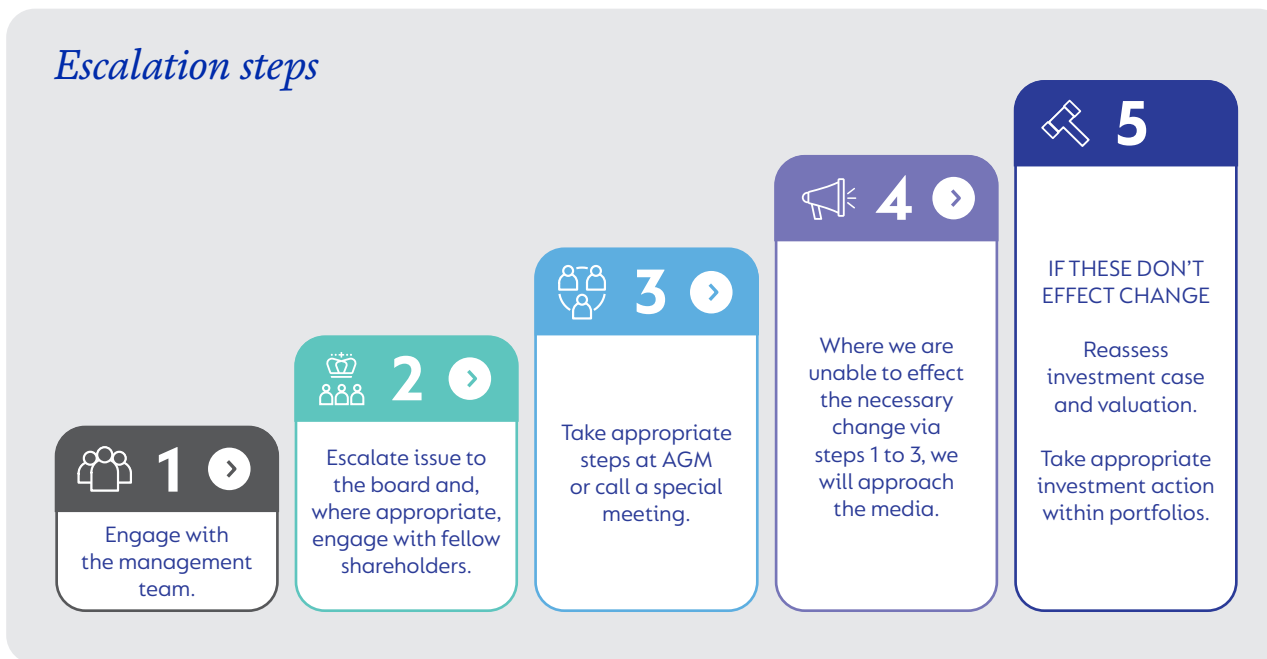 Escalation steps
1
Engage with
the management
team.
2
Escalate issue to
the board and,
where appropriate,
engage with fellow
shareholders.
3
Take appropriate
steps at AGM
or call a special
meeting.
4
Where we are
unable to effect
the necessary
change via
steps 1 to 3, we
will approach
the media.
5
IF THESE DON’T
EFFECT CHANGE
Reassess
investment case
and valuation.
Take appropriate
investment action
within portfolios.